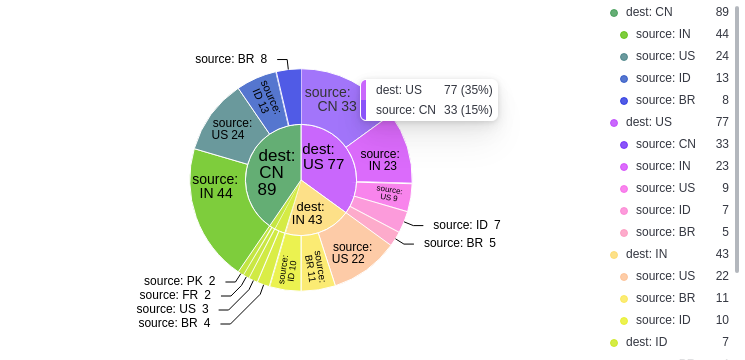 source: BR 8
source:
ID 13
source:
CN 33
dest: US 77 (35%)
source: CN 33 (15%)
source:
US 24
dest:
CN
89
dest:
US 77
source:
IN 23
source:
IN 44
source:
US 9
dest:
IN 43
source: ID 7
source: BR 5
source:
US 22
source:
BR 11
source:
ID 10
source: PK 2
source: FR 2
source: US 3
source: BR 4
dest: CN 89
source: IN 44
source: US 24
source: ID 13
source: BR 8
dest: US 77
source: CN 33
source: IN 23
source: US 9
source: ID 7
source: BR 5
dest: IN 43
source: US 22
source: BR 11
source: ID 10
dest: ID 7